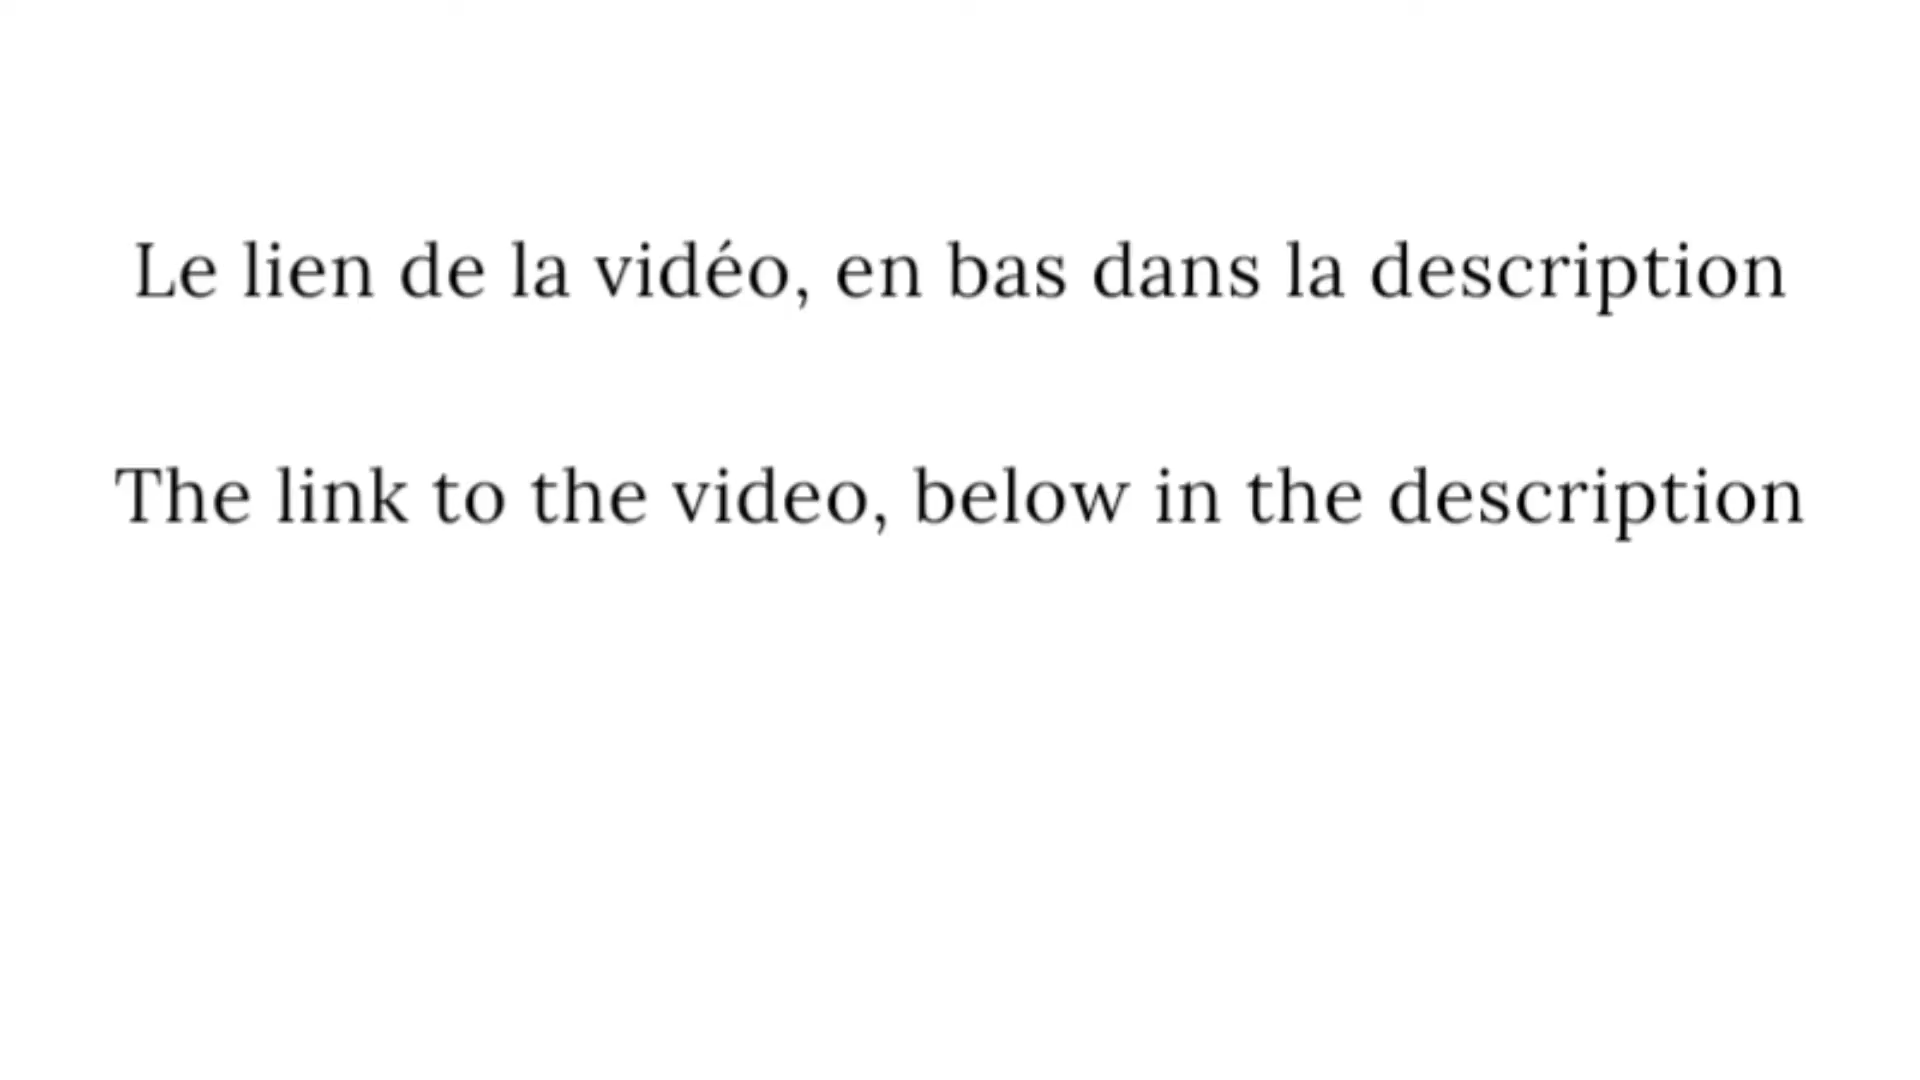 Le lien de la vidéo, en bas dans la description
The link to the video, below in the description